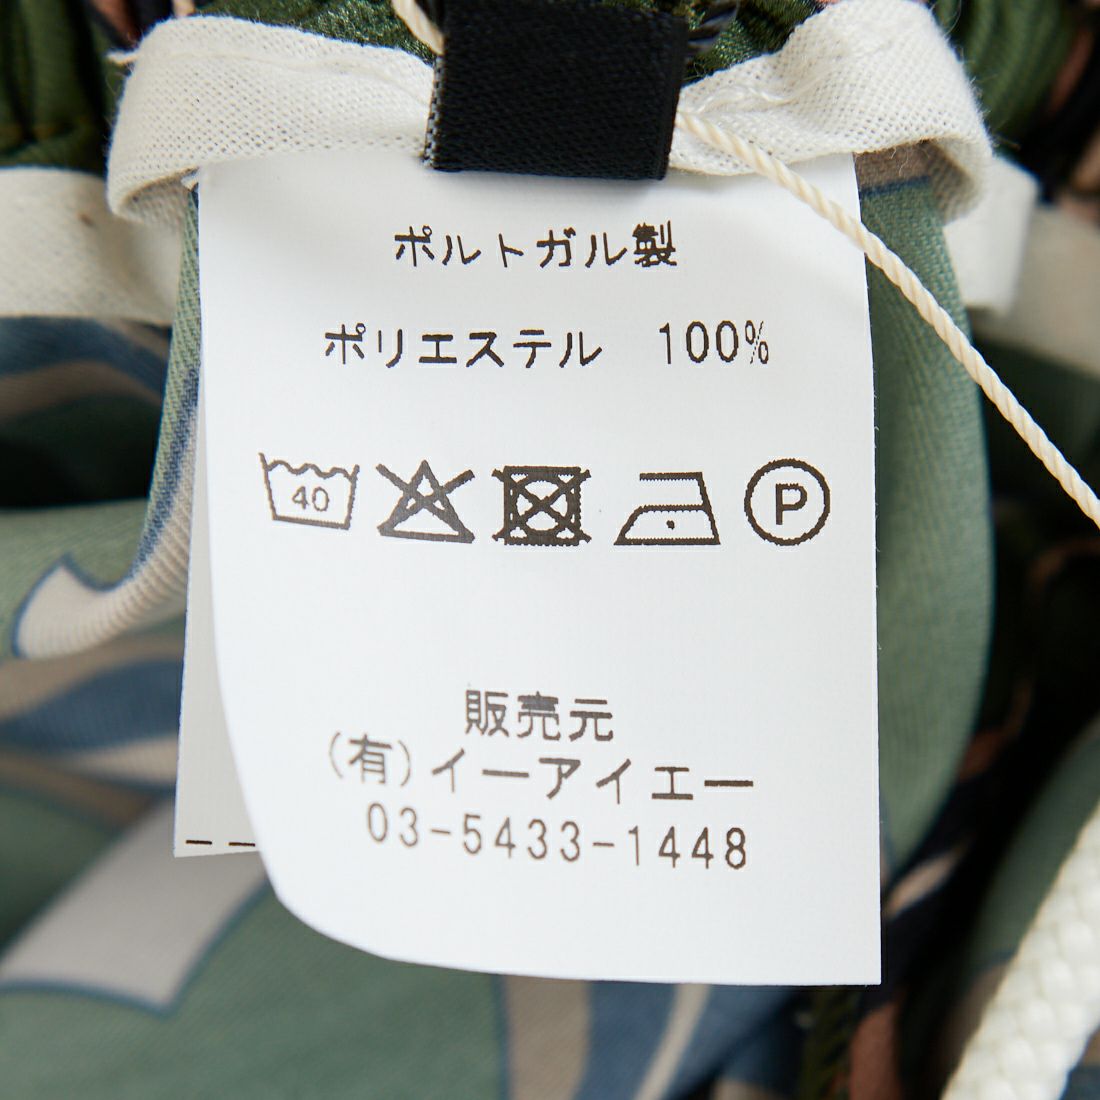 ポルトガル製
ポリエステル　100%
40 P
販売元
(有)イーアイエー
03-5433-1448